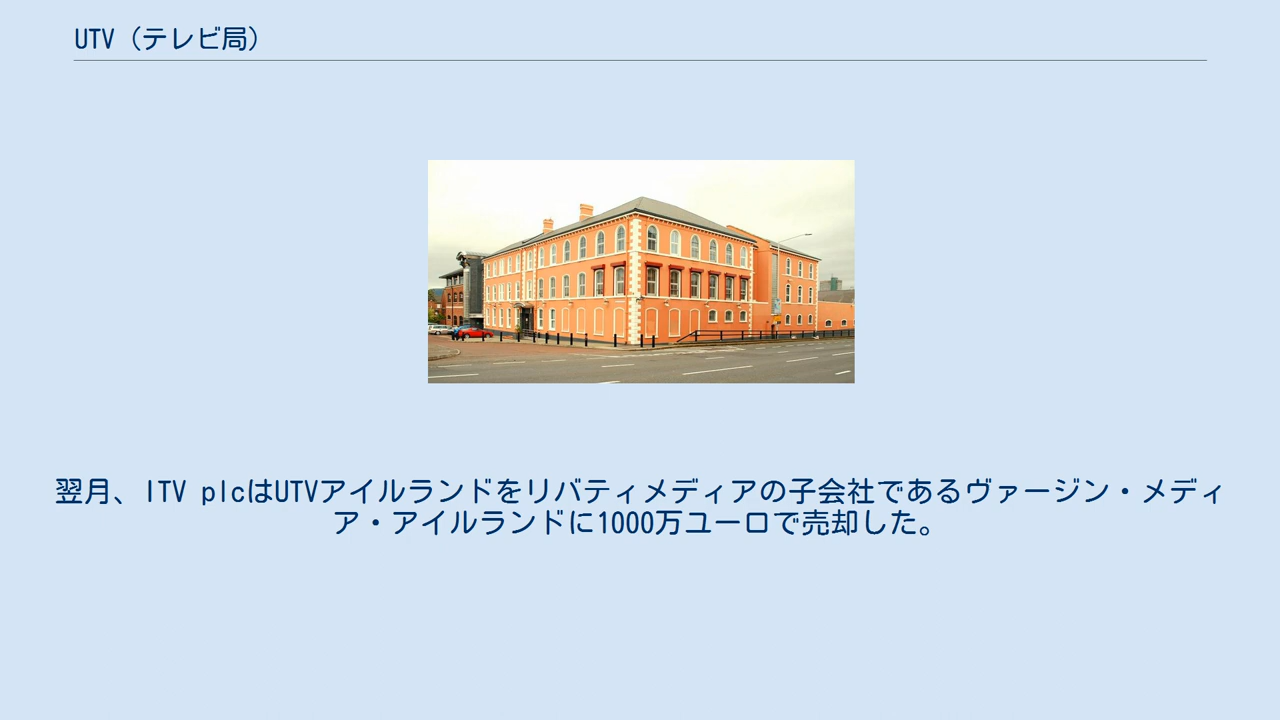 UTV（テレビ局）
翌月、ITV plcはUTVアイルランドをリバティメディアの子会社であるヴァージン・メディ
ア・アイルランドに1000万ユーロで売却した。